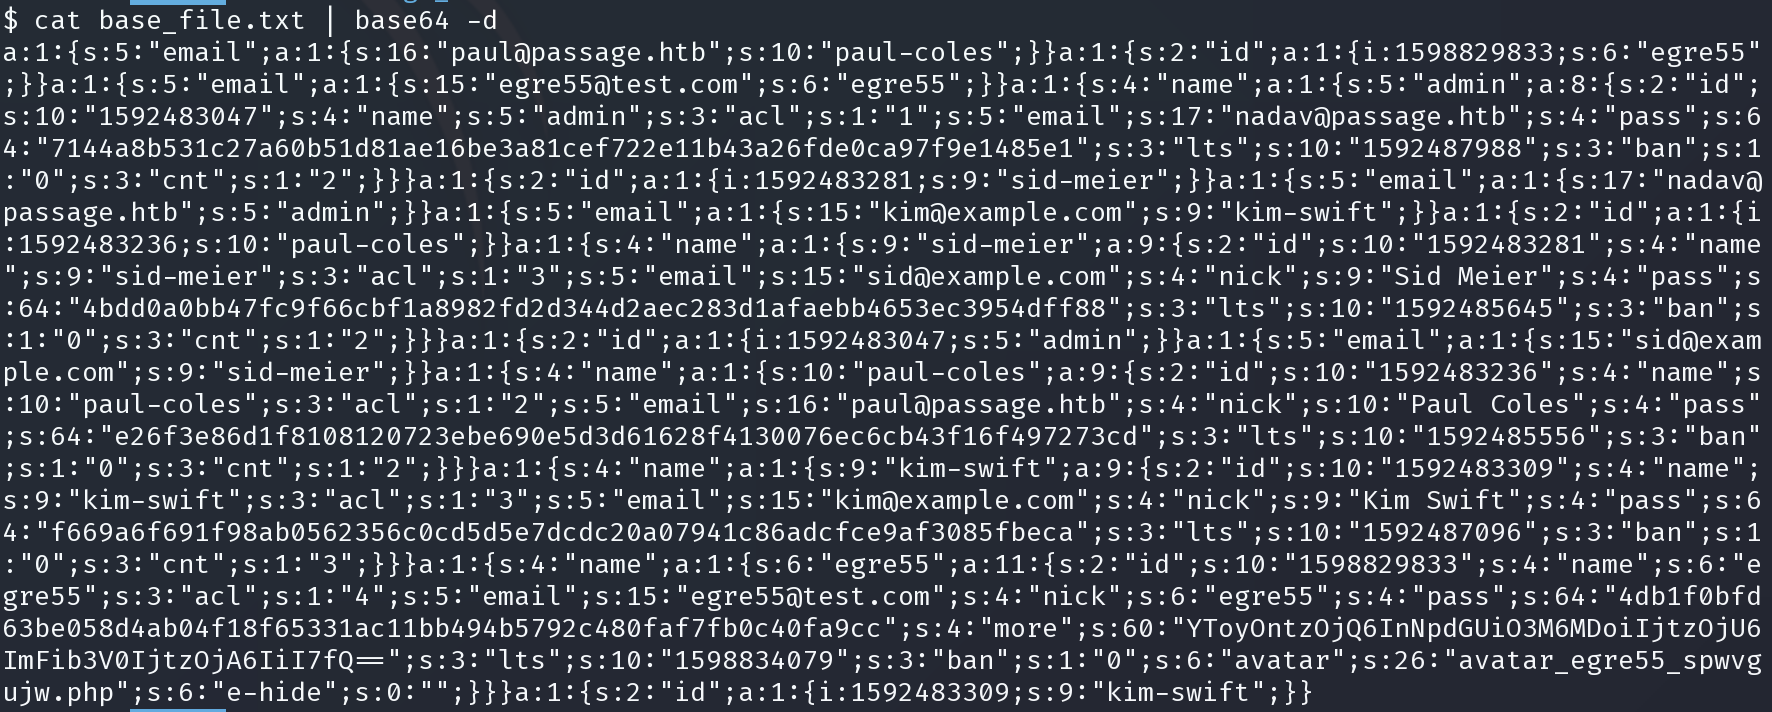 $ cat base_file.txt | base64 -d
a:1:{s:5:"email";a:1:{s:16:"paul@passage.htb";s:10:"paul-coles";}}a:1:{s:2:"id";a:1:{i:1598829833;s:6:"egre55"
;}}a:1:{s:5:"email";a:1:{s:15:"egre55@test.com";s:6:"egre55";}}a:1:{s:4:"name";a:1:{s:5:"admin";a:8:{s:2:"id";
s:10:"1592483047";s:4:"name";s:5:"admin";s:3:"acl";s:1:"1";s:5:"email";s:17:"nadav@passage.htb";s:4:"pass";s:6
4:"7144a8b531c27a60b51d81ae16be3a81cef722e11b43a26fde0ca97f9e1485e1";s:3:"lts";s:10:"1592487988";s:3:"ban";s:1
:"0";s:3:"cnt";s:1:"2";}}}a:1:{s:2:"id";a:1:{i:1592483281;s:9:"sid-meier";}}a:1:{s:5:"email";a:1:{s:17:"nadav@
passage.htb";s:5:"admin";}}a:1:{s:5:"email";a:1:{s:15:"kim@example.com";s:9:"kim-swift";}}a:1:{s:2:"id";a:1:{i
:1592483236;s:10:"paul-coles";}}a:1:{s:4:"name";a:1:{s:9:"sid-meier";a:9:{s:2:"id";s:10:"1592483281";s:4:"name
";s:9:"sid-meier";s:3:"acl";s:1:"3";s:5:"email";s:15:"sid@example.com";s:4:"nick";s:9:"Sid Meier";s:4:"pass";s
:64:"4bdd0a0bb47fc9f66cbf1a8982fd2d344d2aec283d1afaebb4653ec3954dff88";s:3:"lts";s:10:"1592485645";s:3:"ban";s
:1:"0";s:3:"cnt";s:1:"2";}}}a:1:{s:2:"id";a:1:{i:1592483047;s:5:"admin";}}a:1:{s:5:"email";a:1:{s:15:"sid@exam
ple.com";s:9:"sid-meier";}}a:1:{s:4:"name";a:1:{s:10:"paul-coles";a:9:{s:2:"id";s:10:"1592483236";s:4:"name";s
:10:"paul-coles";s:3:"acl";s:1:"2";s:5:"email";s:16:"paul@passage.htb";s:4:"nick";s:10:"Paul Coles";s:4:"pass"
;s:64:"e26f3e86d1f8108120723ebe690e5d3d61628f4130076ec6cb43f16f497273cd";s:3:"lts";s:10:"1592485556";s:3:"ban"
;s:1:"0";s:3:"cnt";s:1:"2";}}}a:1:{s:4:"name";a:1:{s:9:"kim-swift";a:9:{s:2:"id";s:10:"1592483309";s:4:"name";
s:9:"kim-swift";s:3:"acl";s:1:"3";s:5:"email";s:15:"kim@example.com";s:4:"nick";s:9:"Kim Swift";s:4:"pass";s:6
4:"f669a6f691f98ab0562356c0cd5d5e7dcdc20a07941c86adcfce9af3085fbeca";s:3:"lts";s:10:"1592487096";s:3:"ban";s:1
:"0";s:3:"cnt";s:1:"3";}}}a:1:{s:4:"name";a:1:{s:6:"egre55";a:11:{s:2:"id";s:10:"1598829833";s:4:"name";s:6:"e
gre55";s:3:"acl";s:1:"4";s:5:"email";s:15:"egre55@test.com";s:4:"nick";s:6:"egre55";s:4:"pass";s:64:"4db1f0bfd
63be058d4ab04f18f65331ac11bb494b5792c480faf7fb0c40fa9cc";s:4:"more";s:60:"YToyOntzOjQ6InNpdGUiO3M6MDoiIjtzOjU6
ImFib3V0IjtzOjA6IiI7fQ==";s:3:"lts";s:10:"1598834079";s:3:"ban";s:1:"0";s:6:"avatar";s:26:"avatar_egre55_spwvg
ujw.php";s:6:"e-hide";s:0:"";}}}a:1:{s:2:"id";a:1:{i:1592483309;s:9:"kim-swift";}}